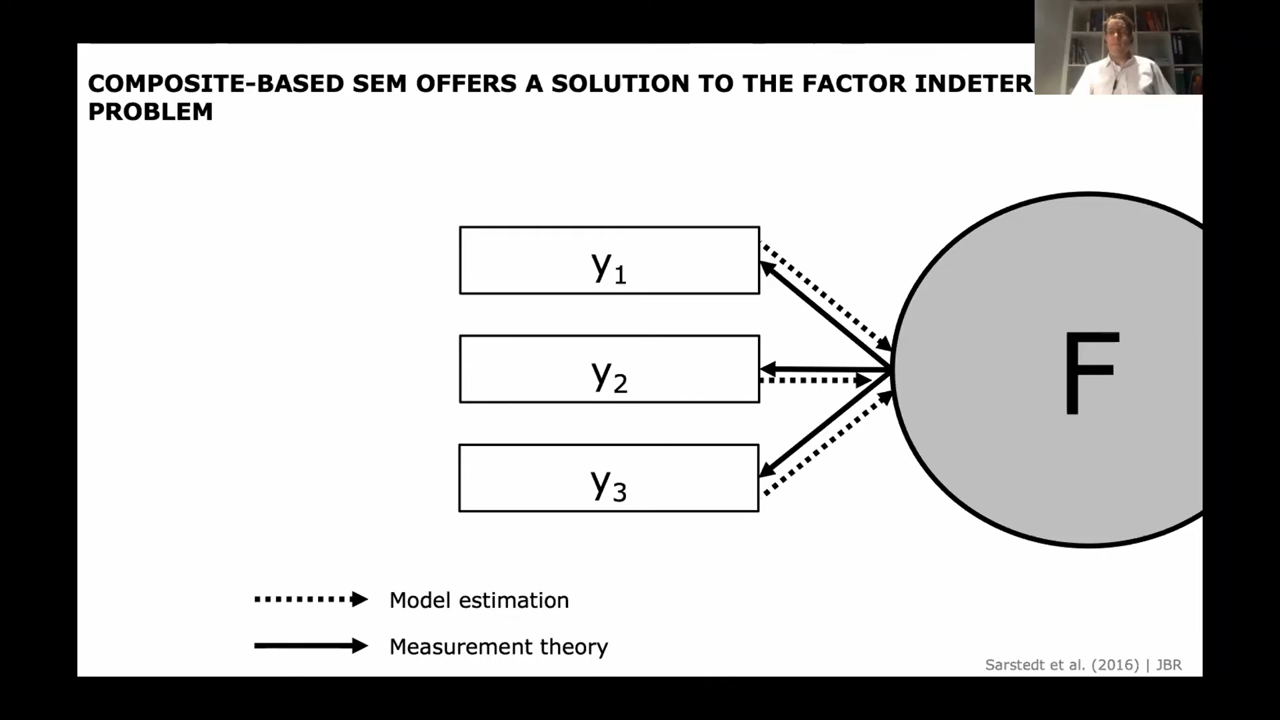 COMPOSITE-BASED SEM OFFERS A SOLUTION TO THE FACTOR INDETER
PROBLEM
y1
y2
y3
F
Model estimation
Measurement theory
Sarstedt et al. (2016) | JBR